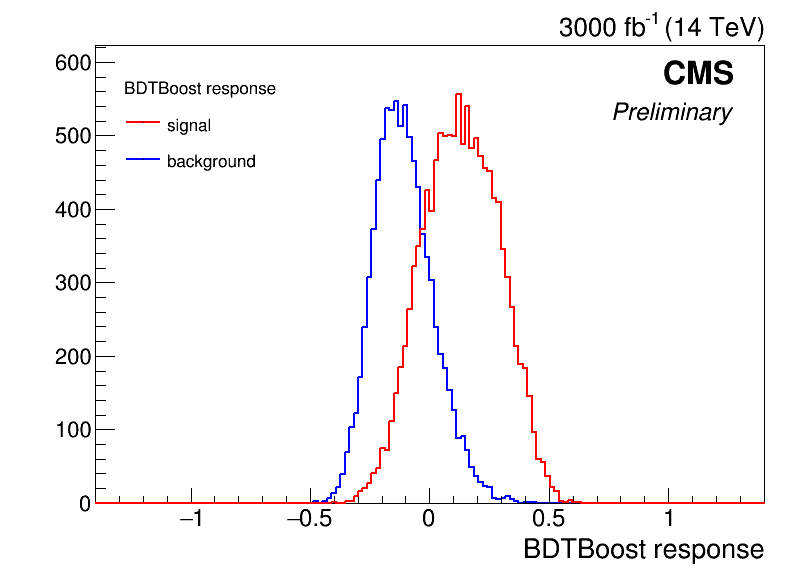 3000 fb-1 (14 TeV)
CMS
Preliminary
BDTBoost response
signal
background
600
500
400
300
200
100
0
−1 −0.5 0 0.5 1
BDTBoost response